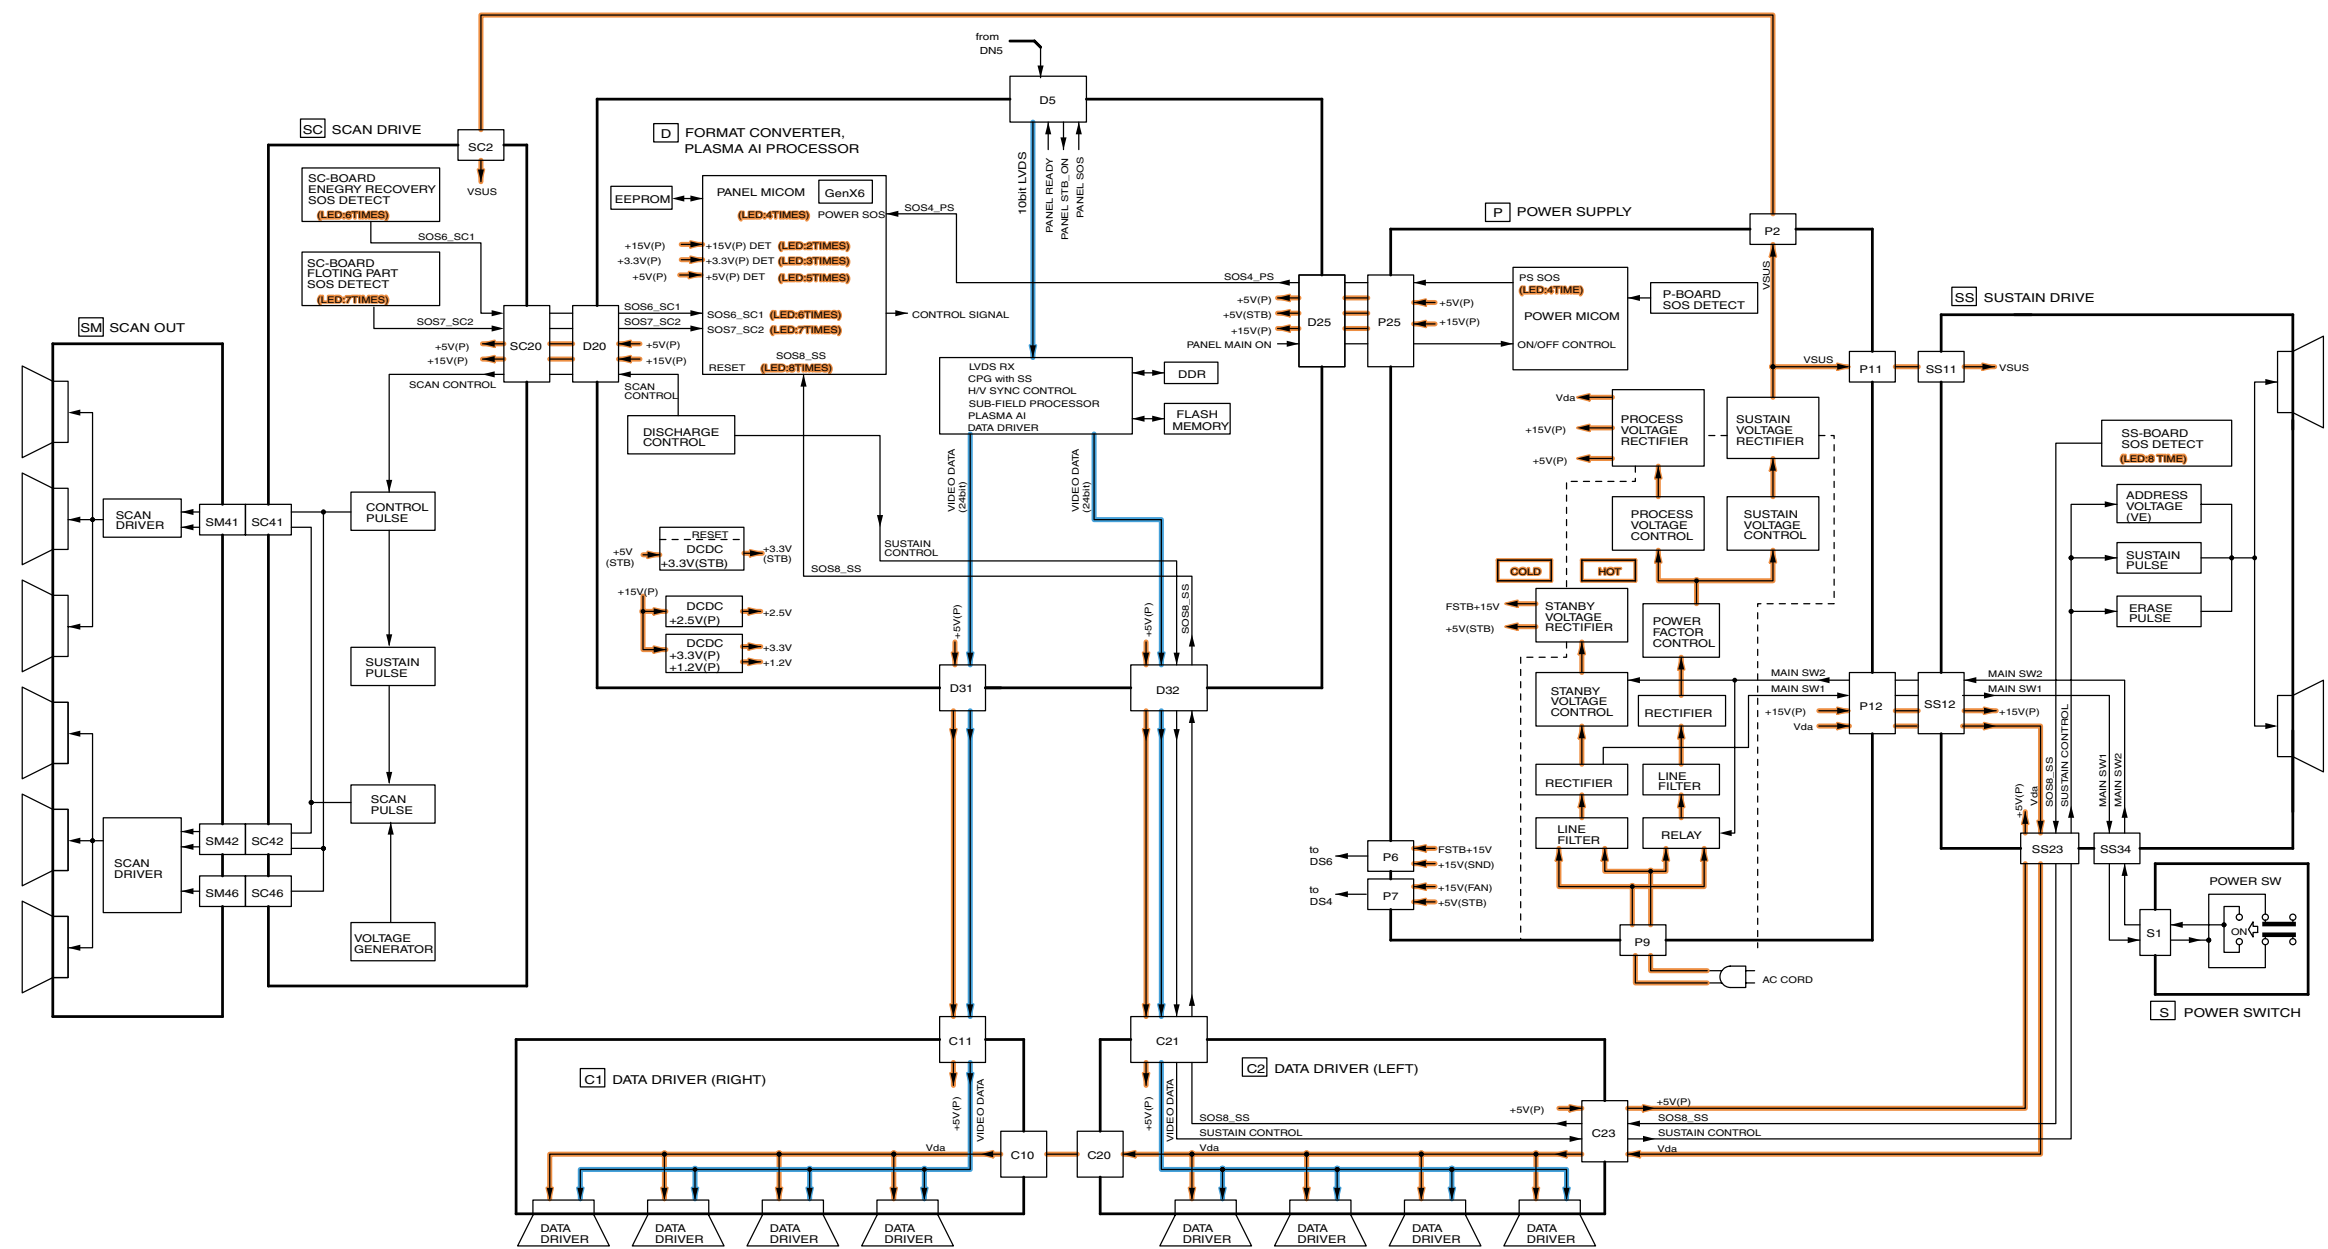 from
DN5
D5
SC SCAN DRIVE
SC2
VSUS
SC-BOARD
ENEGRY RECOVERY
SOS DETECT
(LED:6TIMES)
SOS6_SC1
SC-BOARD
FLOTING PART
SOS DETECT
(LED:7TIMES)
SOS7_SC2
+5V(P)
+15V(P)
SCAN CONTROL
SC20
D20
CONTROL
PULSE
SUSTAIN
PULSE
SCAN
PULSE
VOLTAGE
GENERATOR
SM SCAN OUT
SCAN
DRIVER
SM41
SC41
SCAN
DRIVER
SM42
SC42
SM46
SC46
D FORMAT CONVERTER,
PLASMA AI PROCESSOR
EEPROM
PANEL MICOM
GenX6
(LED:4TIMES)
POWER SOS
SOS4_PS
+15V(P)
+15V(P) DET (LED:2TIMES)
+3.3V(P)
+3.3V(P) DET (LED:3TIMES)
+5V(P)
+5V(P) DET (LED:5TIMES)
SOS6_SC1
SOS6_SC1 (LED:6TIMES)
SOS7_SC2
SOS7_SC2 (LED:7TIMES)
CONTROL SIGNAL
SOS8_SS
RESET (LED:8TIMES)
+5V(P)
+15V(P)
SCAN
CONTROL
DISCHARGE
CONTROL
10bit LVDS
PANEL READY
PANEL STB_ON
PANEL SOS
LVDS RX
CPG with SS
H/V SYNC CONTROL
SUB-FIELD PROCESSOR
PLASMA AI
DATA DRIVER
DDR
FLASH
MEMORY
VIDEO DATA
(24bit)
VIDEO DATA
(24bit)
SUSTAIN
CONTROL
SOS8_SS
+5V
(STB)
RESET
DCDC
+3.3V(STB)
+3.3V
(STB)
+15V(P)
DCDC
+2.5V(P)
+2.5V
DCDC
+3.3V(P)
+1.2V(P)
+3.3V
+1.2V
+5V(P)
+5V(P)
SOS8_SS
D31
D32
SOS4_PS
+5V(P)
+5V(STB)
+15V(P)
PANEL MAIN ON
D25
P25
P POWER SUPPLY
P2
VSUS
PS SOS
(LED:4TIME)
POWER MICOM
ON/OFF CONTROL
+5V(P)
+15V(P)
P-BOARD
SOS DETECT
VSUS
P11
SS11
VSUS
Vda
+15V(P)
+5V(P)
PROCESS
VOLTAGE
RECTIFIER
SUSTAIN
VOLTAGE
RECTIFIER
PROCESS
VOLTAGE
CONTROL
SUSTAIN
VOLTAGE
CONTROL
COLD
HOT
FSTB+15V
+5V(STB)
STANBY
VOLTAGE
RECTIFIER
POWER
FACTOR
CONTROL
STANBY
VOLTAGE
CONTROL
RECTIFIER
RECTIFIER
LINE
FILTER
LINE
FILTER
RELAY
MAIN SW2
MAIN SW1
+15V(P)
Vda
P12
SS12
MAIN SW2
MAIN SW1
+15V(P)
to
DS6
P6
FSTB+15V
+15V(SND)
to
DS4
P7
+15V(FAN)
+5V(STB)
P9
AC CORD
SS SUSTAIN DRIVE
SS-BOARD
SOS DETECT
(LED:8 TIME)
ADDRESS
VOLTAGE
(VE)
SUSTAIN
PULSE
ERASE
PULSE
+5V(P)
Vda
SOS8_SS
SUSTAIN CONTROL
MAIN SW1
MAIN SW2
SS23
SS34
POWER SW
S1
ON
S POWER SWITCH
C11
C1 DATA DRIVER (RIGHT)
+5V(P)
VIDEO DATA
Vda
C10
DATA
DRIVER
DATA
DRIVER
DATA
DRIVER
DATA
DRIVER
C21
C2 DATA DRIVER (LEFT)
+5V(P)
VIDEO DATA
SOS8_SS
SUSTAIN CONTROL
Vda
+5V(P)
C20
C23
+5V(P)
SOS8_SS
SUSTAIN CONTROL
Vda
DATA
DRIVER
DATA
DRIVER
DATA
DRIVER
DATA
DRIVER